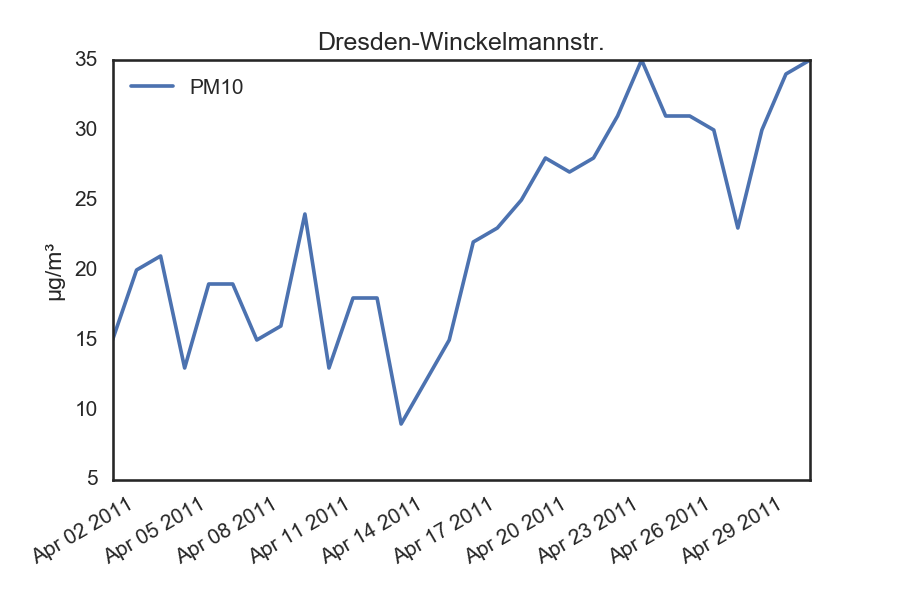 Dresden-Winckelmannstr.
35
PM10
30
25
20
µg/m³
15
10
5
Apr 02 2011
Apr 05 2011
Apr 08 2011
Apr 11 2011
Apr 14 2011
Apr 17 2011
Apr 20 2011
Apr 23 2011
Apr 26 2011
Apr 29 2011